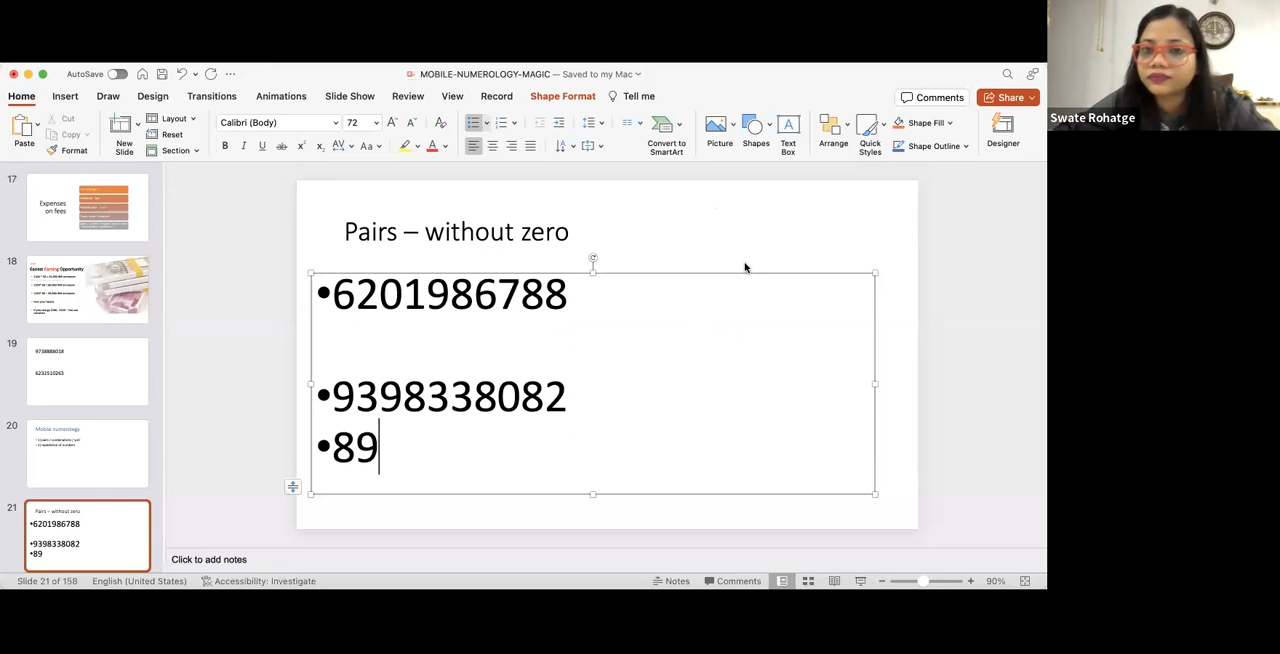 AutoSave
MOBILE-NUMEROLOGY-MAGIC — Saved to my Mac
Home Insert Draw Design Transitions Animations Slide Show Review View Record Shape Format Tell me
Comments Share
Paste
Cut
Copy
Format
New Slide
Layout
Reset
Section
Calibri (Body) 72
Convert to SmartArt
Picture
Shapes
Text Box
Arrange
Quick Styles
Shape Fill
Shape Outline
Designer
Swate Rohatge
17
Expenses on fees
18
Easiest Earning Opportunity
19
9738888018
6232510263
20
Mobile numerology
21
Pairs – without zero
•6201986788
•9398338082
•89
Pairs – without zero
•6201986788
•9398338082
•89
Click to add notes
Slide 21 of 158 English (United States) Accessibility: Investigate Notes Comments 90%